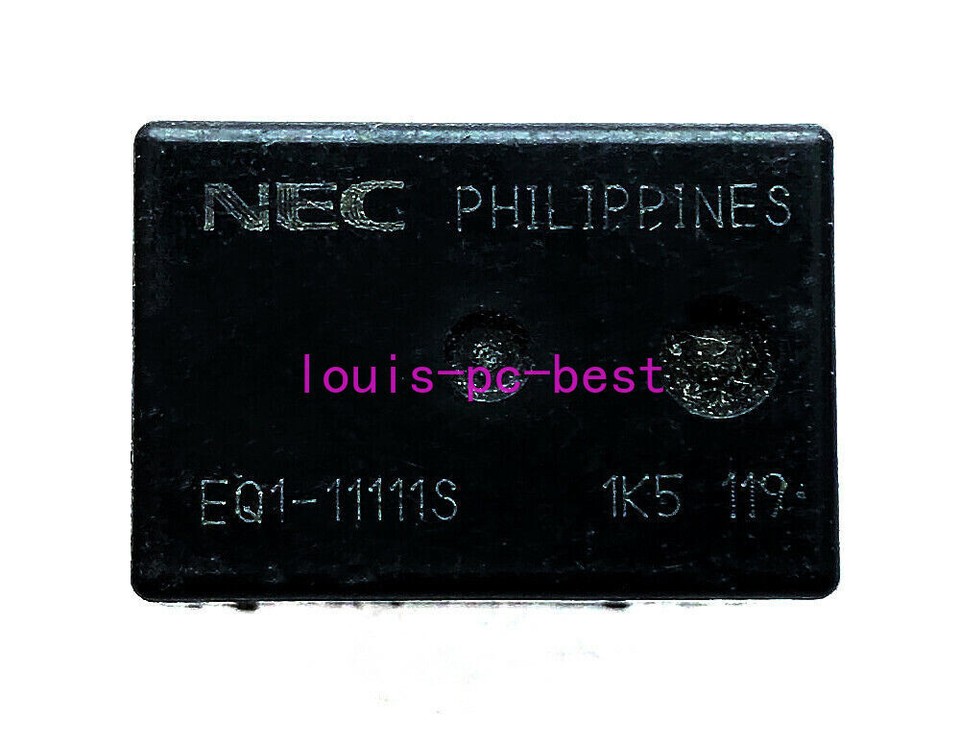 NEC PHILIPPINES
louis-pc-best
EQ1-11111S 1K5 119